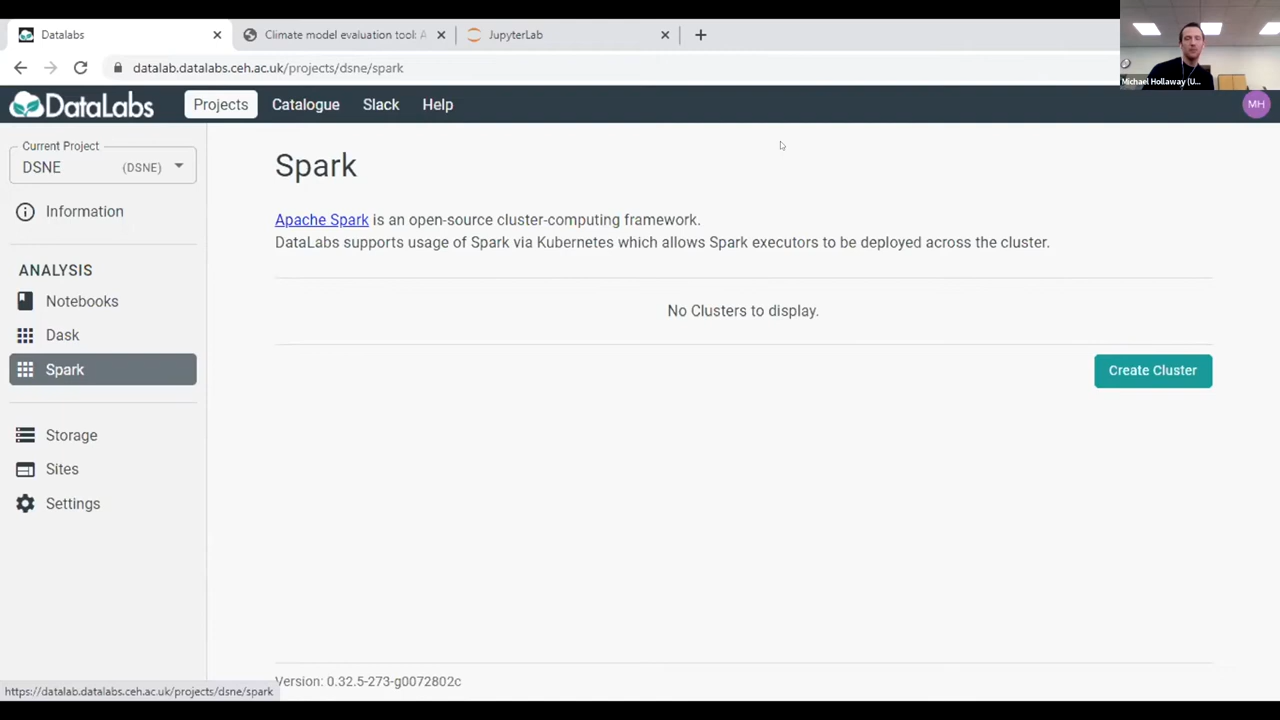 Datalabs
Climate model evaluation tool: A
JupyterLab
datalab.datalabs.ceh.ac.uk/projects/dsne/spark
Michael Hollaway (U...
DataLabs
Projects
Catalogue
Slack
Help
MH
Current Project
DSNE (DSNE)
Information
ANALYSIS
Notebooks
Dask
Spark
Storage
Sites
Settings
Spark
Apache Spark is an open-source cluster-computing framework.
DataLabs supports usage of Spark via Kubernetes which allows Spark executors to be deployed across the cluster.
No Clusters to display.
Create Cluster
Version: 0.32.5-273-g0072802c
https://datalab.datalabs.ceh.ac.uk/projects/dsne/spark